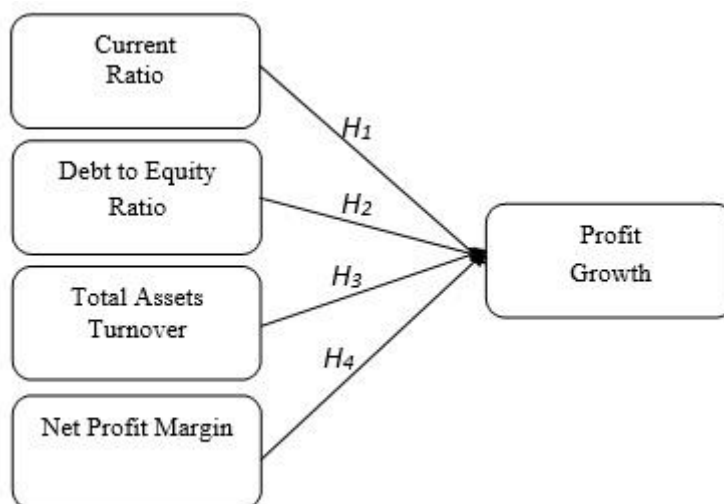 Current
Ratio
H1
Debt to Equity
Ratio
H2
Profit
Growth
Total Assets
Turnover
H3
H4
Net Profit Margin